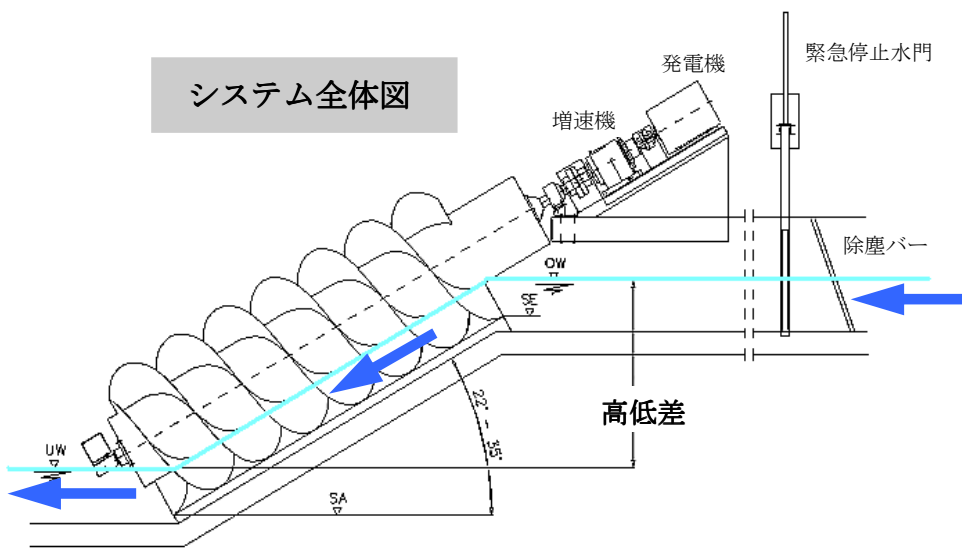 緊急停止水門
発電機
システム全体図
増速機
除塵バー
OW
SE
高低差
22° - 35°
UW
SA